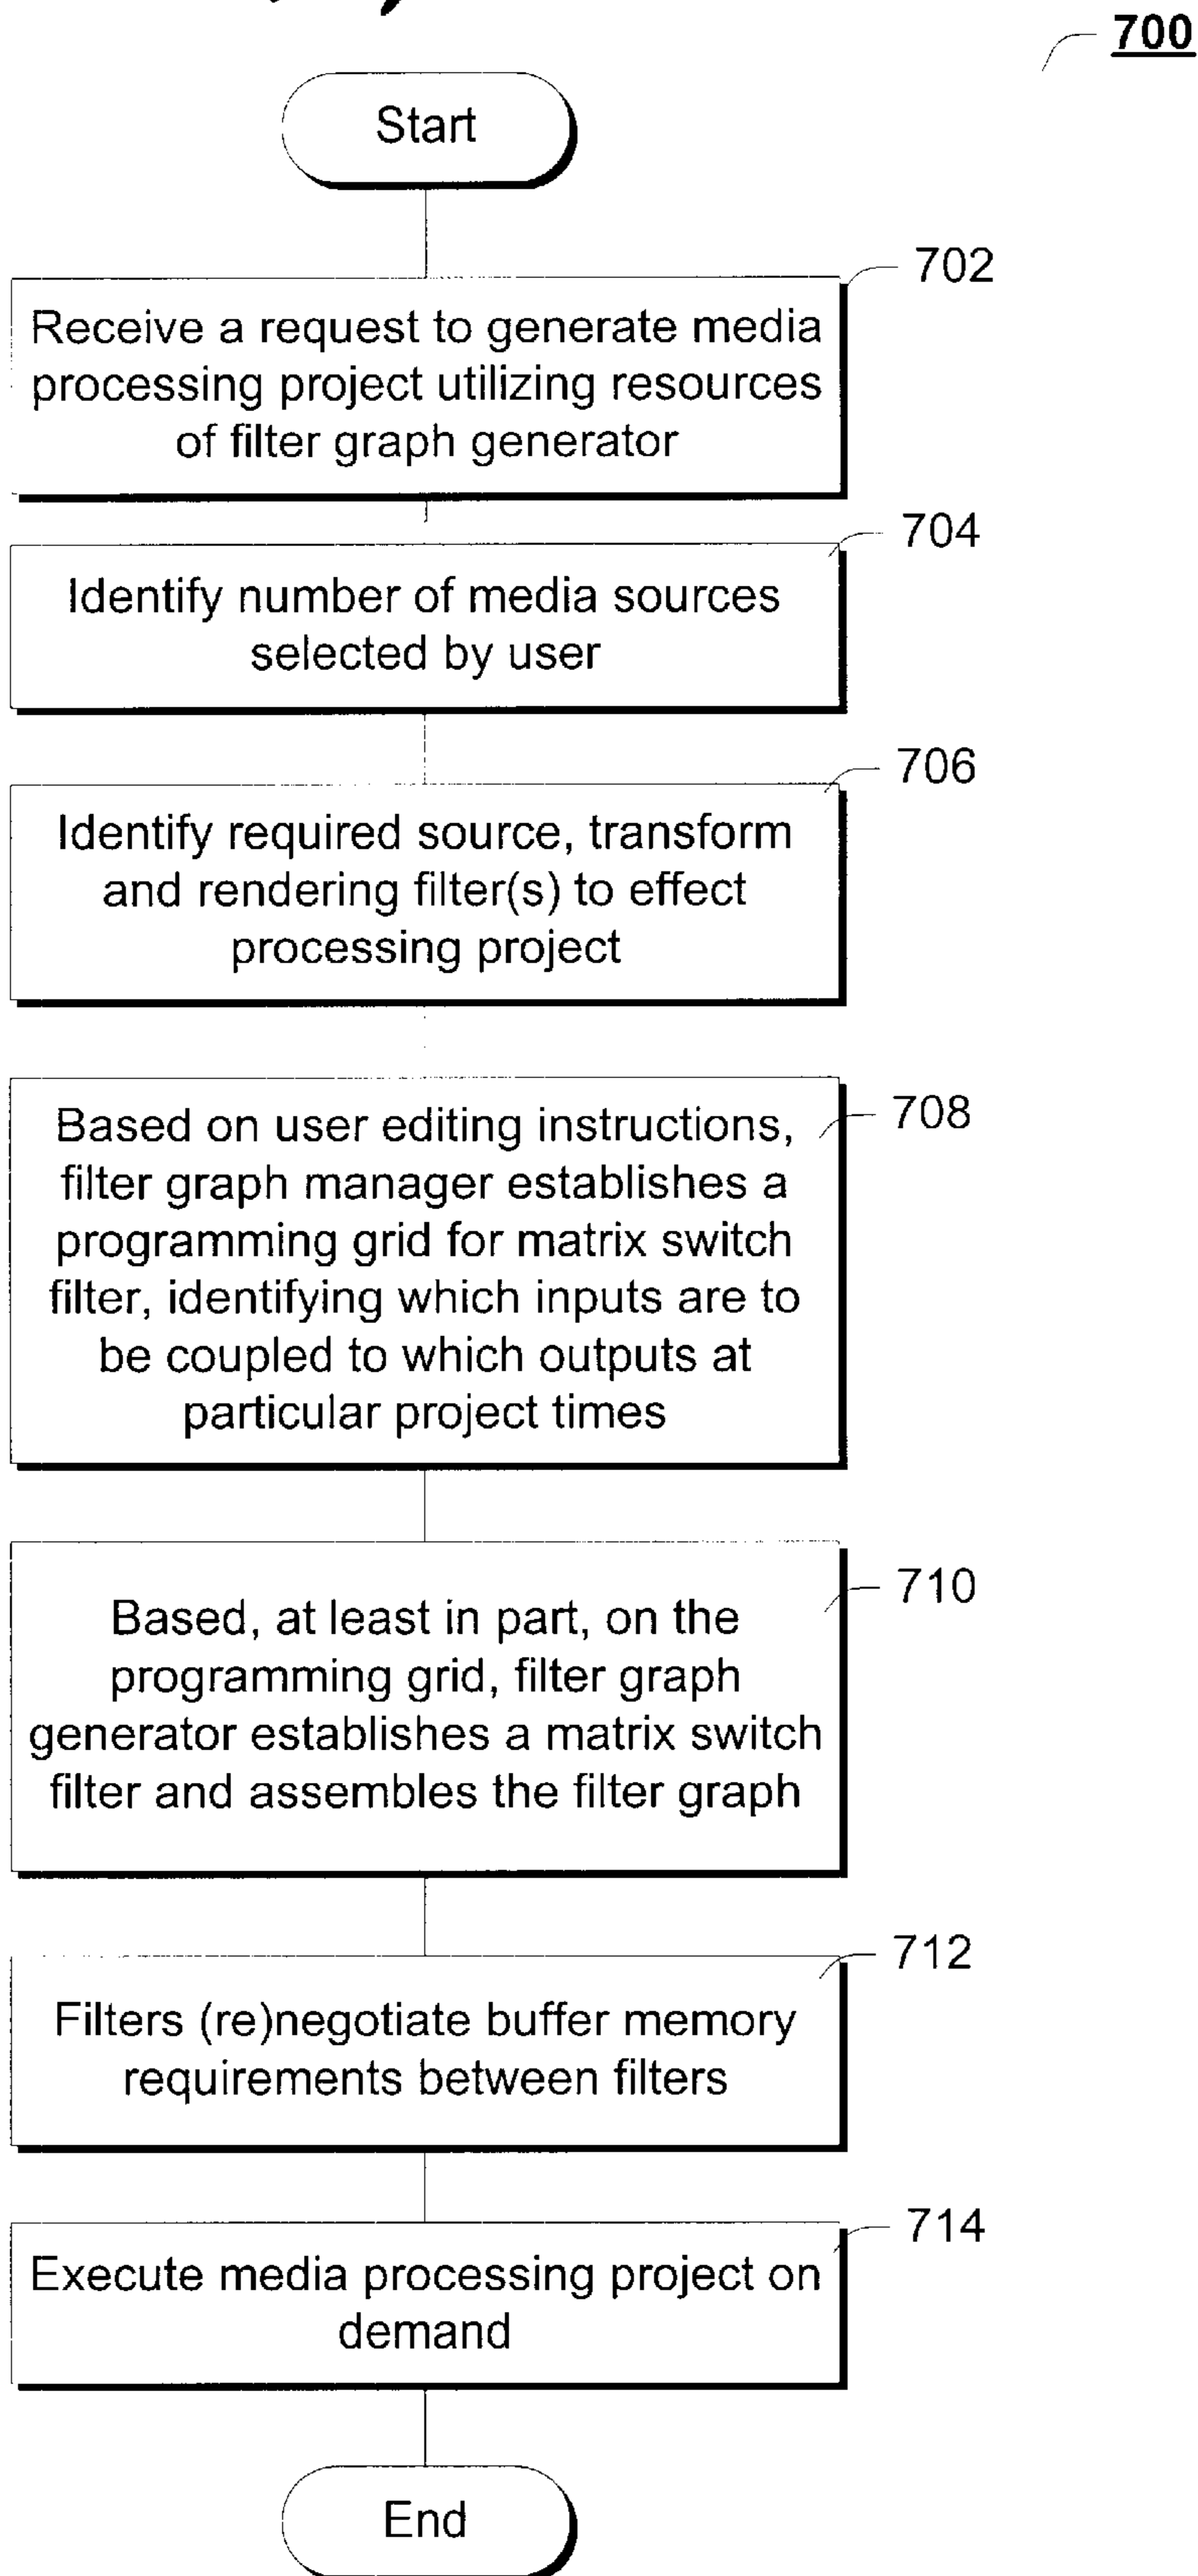 700
Start
702
Receive a request to generate media
processing project utilizing resources
of filter graph generator
704
Identify number of media sources
selected by user
706
Identify required source, transform
and rendering filter(s) to effect
processing project
708
Based on user editing instructions,
filter graph manager establishes a
programming grid for matrix switch
filter, identifying which inputs are to
be coupled to which outputs at
particular project times
710
Based, at least in part, on the
programming grid, filter graph
generator establishes a matrix switch
filter and assembles the filter graph
712
Filters (re)negotiate buffer memory
requirements between filters
714
Execute media processing project on
demand
End